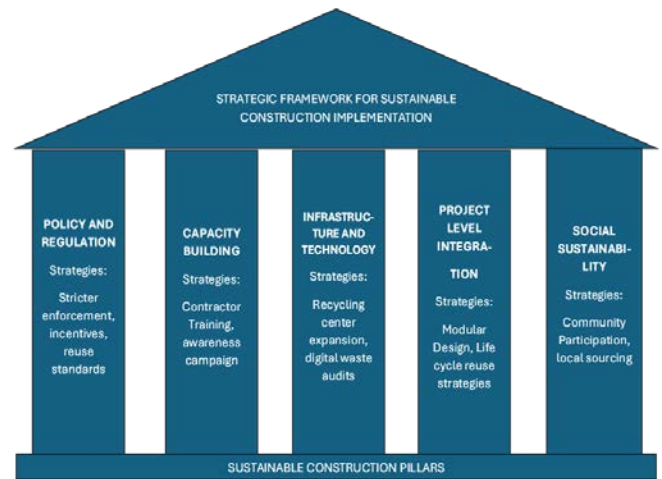 STRATEGIC FRAMEWORK FOR SUSTAINABLE
CONSTRUCTION IMPLEMENTATION
POLICY AND
REGULATION
Strategies:
Stricter
enforcement,
incentives,
reuse
standards
CAPACITY
BUILDING
Strategies:
Contractor
Training,
awareness
campaign
INFRASTRUC-
TURE AND
TECHNOLOGY
Strategies:
Recycling
center
expansion,
digital waste
audits
PROJECT
LEVEL
INTEGRA-
TION
Strategies:
Modular
Design, Life
cycle reuse
strategies
SOCIAL
SUSTAINABI-
LITY
Strategies:
Community
Participation,
local sourcing
SUSTAINABLE CONSTRUCTION PILLARS